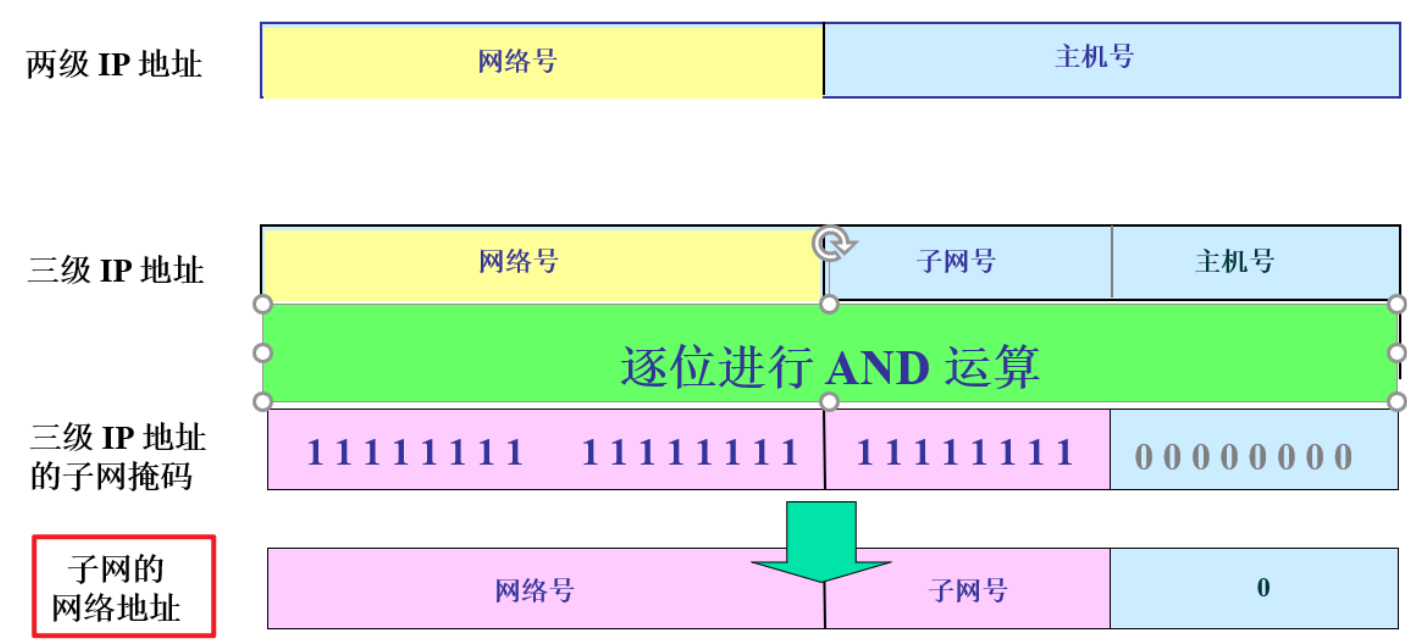 两级 IP 地址
网络号
主机号
三级 IP 地址
网络号
子网号
主机号
逐位进行 AND 运算
三级 IP 地址
的子网掩码
1 1 1 1 1 1 1 1
1 1 1 1 1 1 1 1
1 1 1 1 1 1 1 1
0 0 0 0 0 0 0 0
子网的
网络地址
网络号
子网号
0